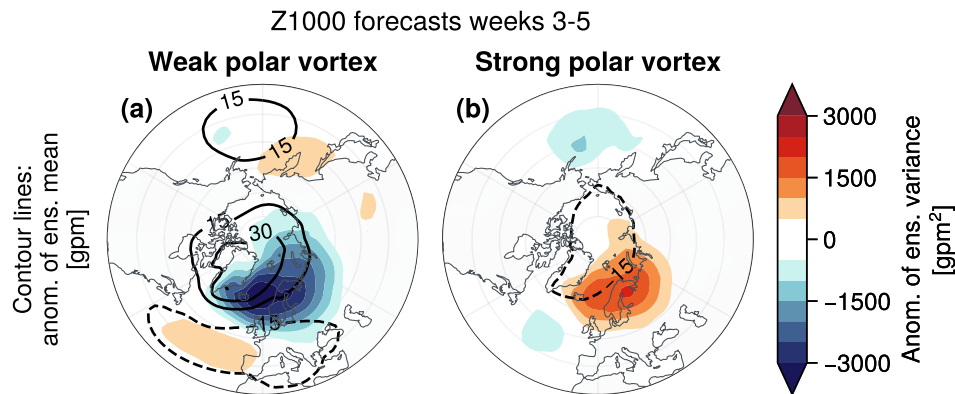 Z1000 forecasts weeks 3-5
Weak polar vortex
Strong polar vortex
(a)
(b)
Contour lines:
anom. of ens. mean
[gpm]
15
15
15
30
15
15
3000
1500
0
−1500
−3000
Anom. of ens. variance
[gpm²]